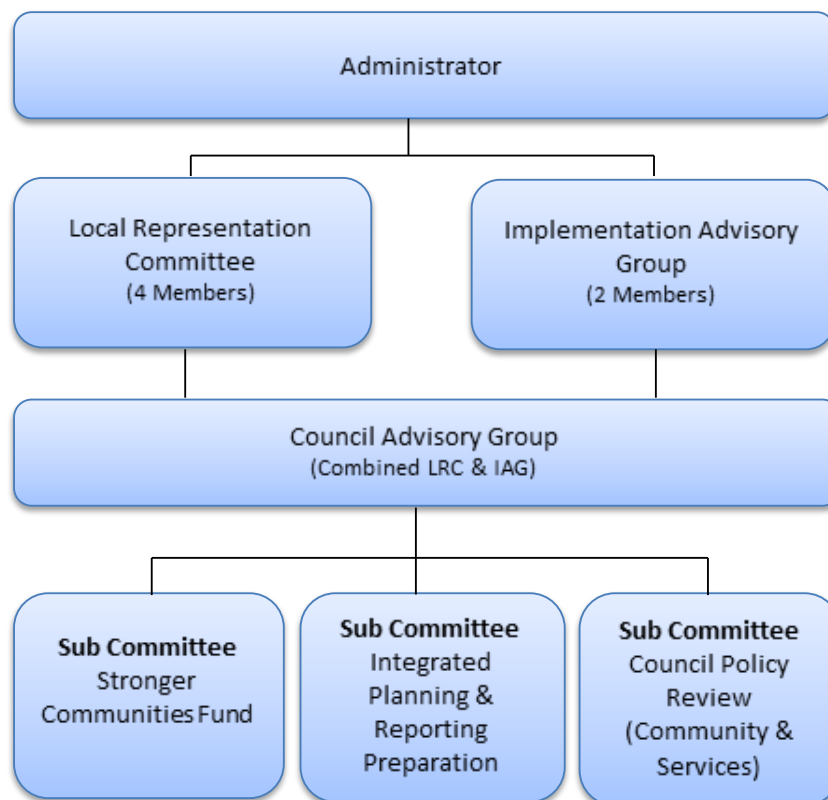 Administrator
Local Representation
Committee
(4 Members)
Implementation Advisory
Group
(2 Members)
Council Advisory Group
(Combined LRC & IAG)
Sub Committee
Stronger
Communities Fund
Sub Committee
Integrated
Planning &
Reporting
Preparation
Sub Committee
Council Policy
Review
(Community &
Services)